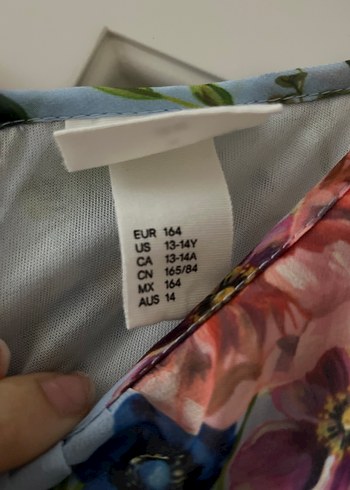 EUR 164
US 13-14Y
CA 13-14A
CN 165/84
MX 164
AUS 14